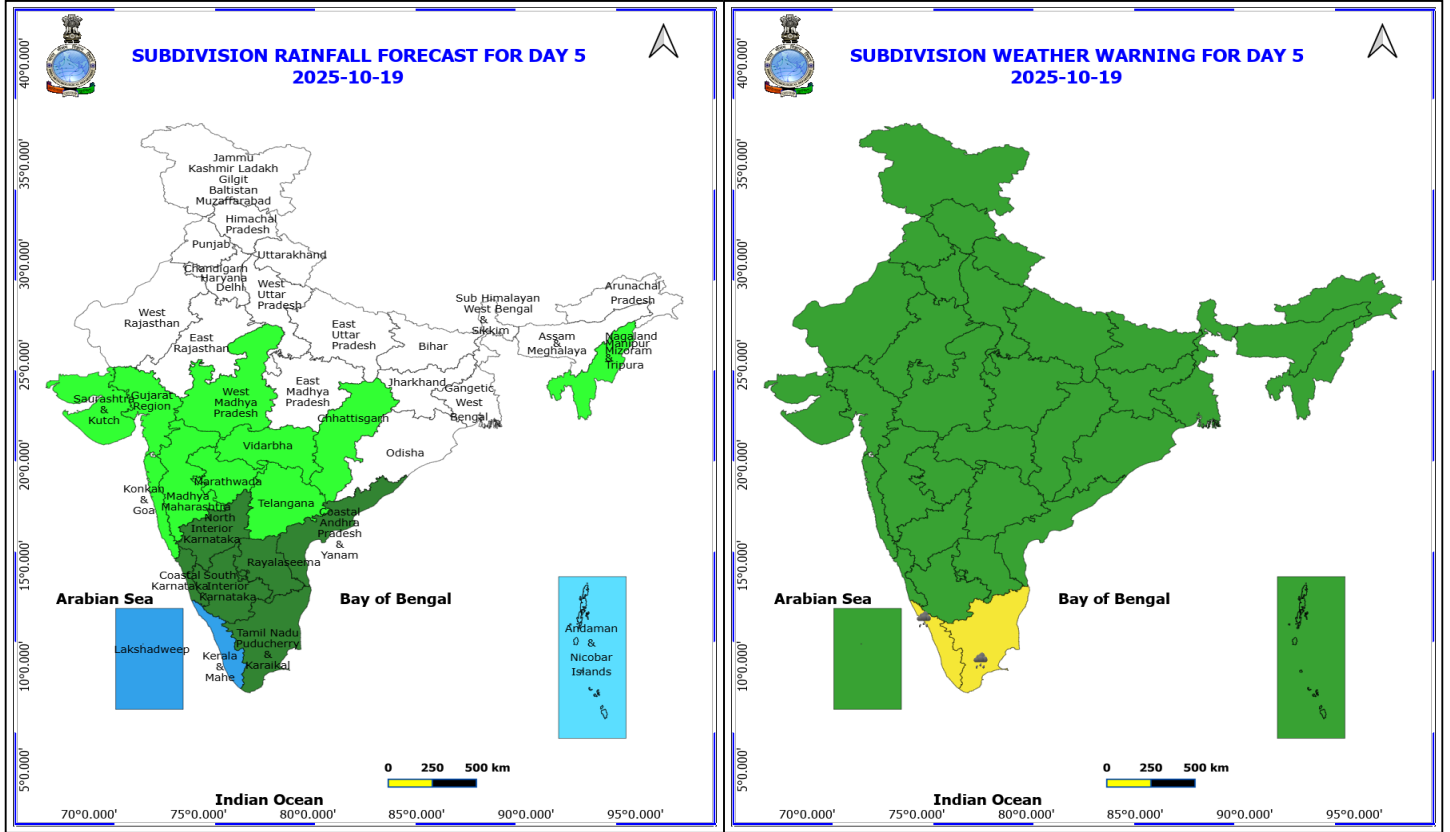 SUBDIVISION RAINFALL FORECAST FOR DAY 5
2025-10-19
40°0.000'
35°0.000'
30°0.000'
25°0.000'
20°0.000'
15°0.000'
10°0.000'
5°0.000'
Jammu
Kashmir Ladakh
Gilgit
Baltistan
Muzaffarabad
Himachal
Pradesh
Punjab
Uttarakhand
Chandigarh
Haryana
Delhi
West
Uttar
Pradesh
Arunachal
Pradesh
Sub Himalayan
West Bengal
&
Sikkim
West
Rajasthan
East
Rajasthan
East
Uttar
Pradesh
Bihar
Assam
&
Meghalaya
Nagaland
Manipur
Mizoram
&
Tripura
Saurashtra
&
Kutch
Gujarat
Region
West
Madhya
Pradesh
East
Madhya
Pradesh
Jharkhand
Gangetic
West
Bengal
Chhattisgarh
Vidarbha
Odisha
Konkan
&
Goa
Madhya
Maharashtra
Marathwada
Telangana
North
Interior
Karnataka
Coastal
Andhra
Pradesh
&
Yanam
Rayalaseema
Coastal
Karnataka
South
Interior
Karnataka
Arabian Sea
Bay of Bengal
Lakshadweep
Kerala
&
Mahe
Tamil Nadu
Puducherry
&
Karaikal
Andaman
&
Nicobar
Islands
0 250 500 km
Indian Ocean
70°0.000' 75°0.000' 80°0.000' 85°0.000' 90°0.000' 95°0.000'
SUBDIVISION WEATHER WARNING FOR DAY 5
2025-10-19
40°0.000'
35°0.000'
30°0.000'
25°0.000'
20°0.000'
15°0.000'
10°0.000'
5°0.000'
Arabian Sea
Bay of Bengal
0 250 500 km
Indian Ocean
70°0.000' 75°0.000' 80°0.000' 85°0.000' 90°0.000' 95°0.000'